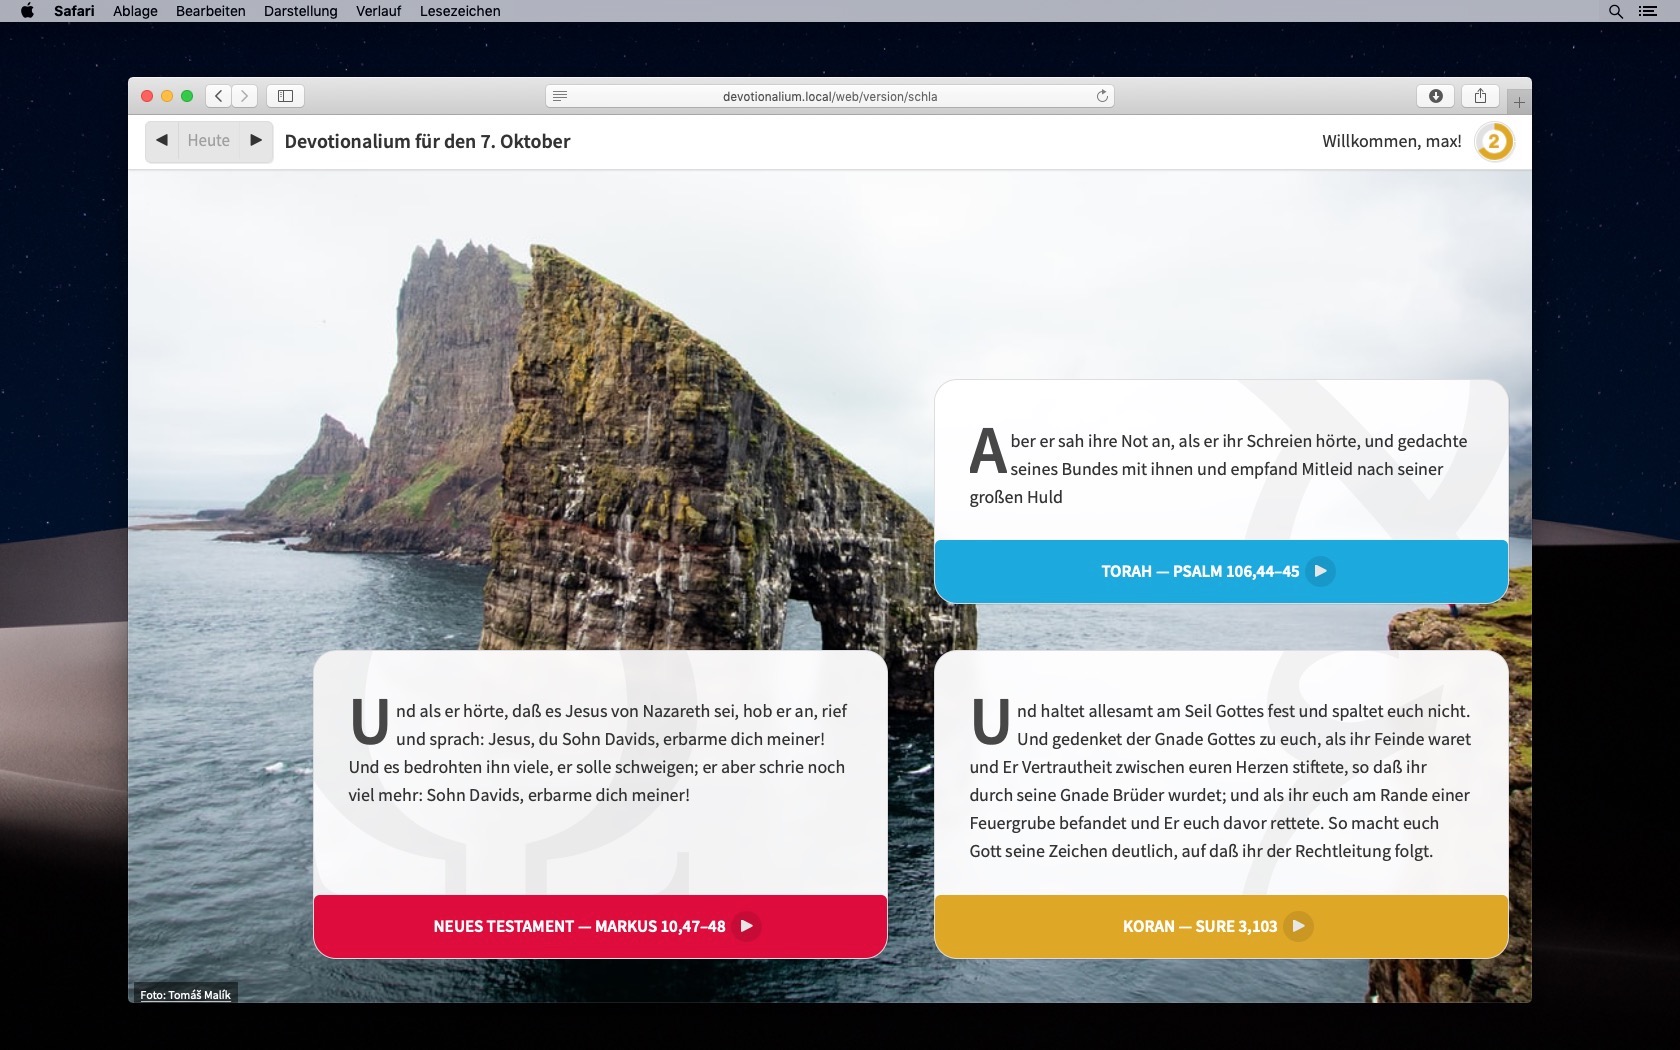 Safari Ablage Bearbeiten Darstellung Verlauf Lesezeichen
devotionalium.local/web/version/schla
Heute
Devotionalium für den 7. Oktober
Willkommen, max!
2
Aber er sah ihre Not an, als er ihr Schreien hörte, und gedachte
seines Bundes mit ihnen und empfand Mitleid nach seiner
großen Huld
TORAH — PSALM 106,44–45
Und als er hörte, daß es Jesus von Nazareth sei, hob er an, rief
und sprach: Jesus, du Sohn Davids, erbarme dich meiner!
Und es bedrohten ihn viele, er solle schweigen; er aber schrie noch
viel mehr: Sohn Davids, erbarme dich meiner!
NEUES TESTAMENT — MARKUS 10,47–48
Und haltet allesamt am Seil Gottes fest und spaltet euch nicht.
Und gedenket der Gnade Gottes zu euch, als ihr Feinde waret
und Er Vertrautheit zwischen euren Herzen stiftete, so daß ihr
durch seine Gnade Brüder wurdet; und als ihr euch am Rande einer
Feuergrube befandet und Er euch davor rettete. So macht euch
Gott seine Zeichen deutlich, auf daß ihr der Rechtleitung folgt.
KORAN — SURE 3,103
Foto: Tomáš Malík